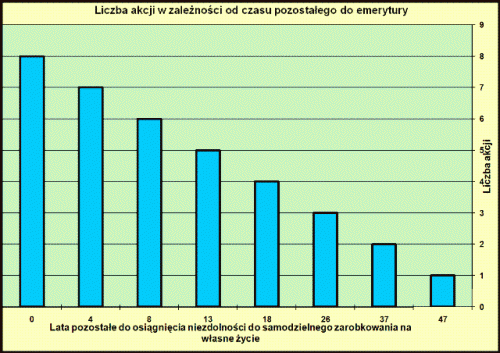 Liczba akcji w zależności od czasu pozostałego do emerytury
9
8
7
6
5
4
3
2
1
0
Liczba akcji
0 4 8 13 18 26 37 47
Lata pozostałe do osiągnięcia niezdolności do samodzielnego zarobkowania na
własne życie